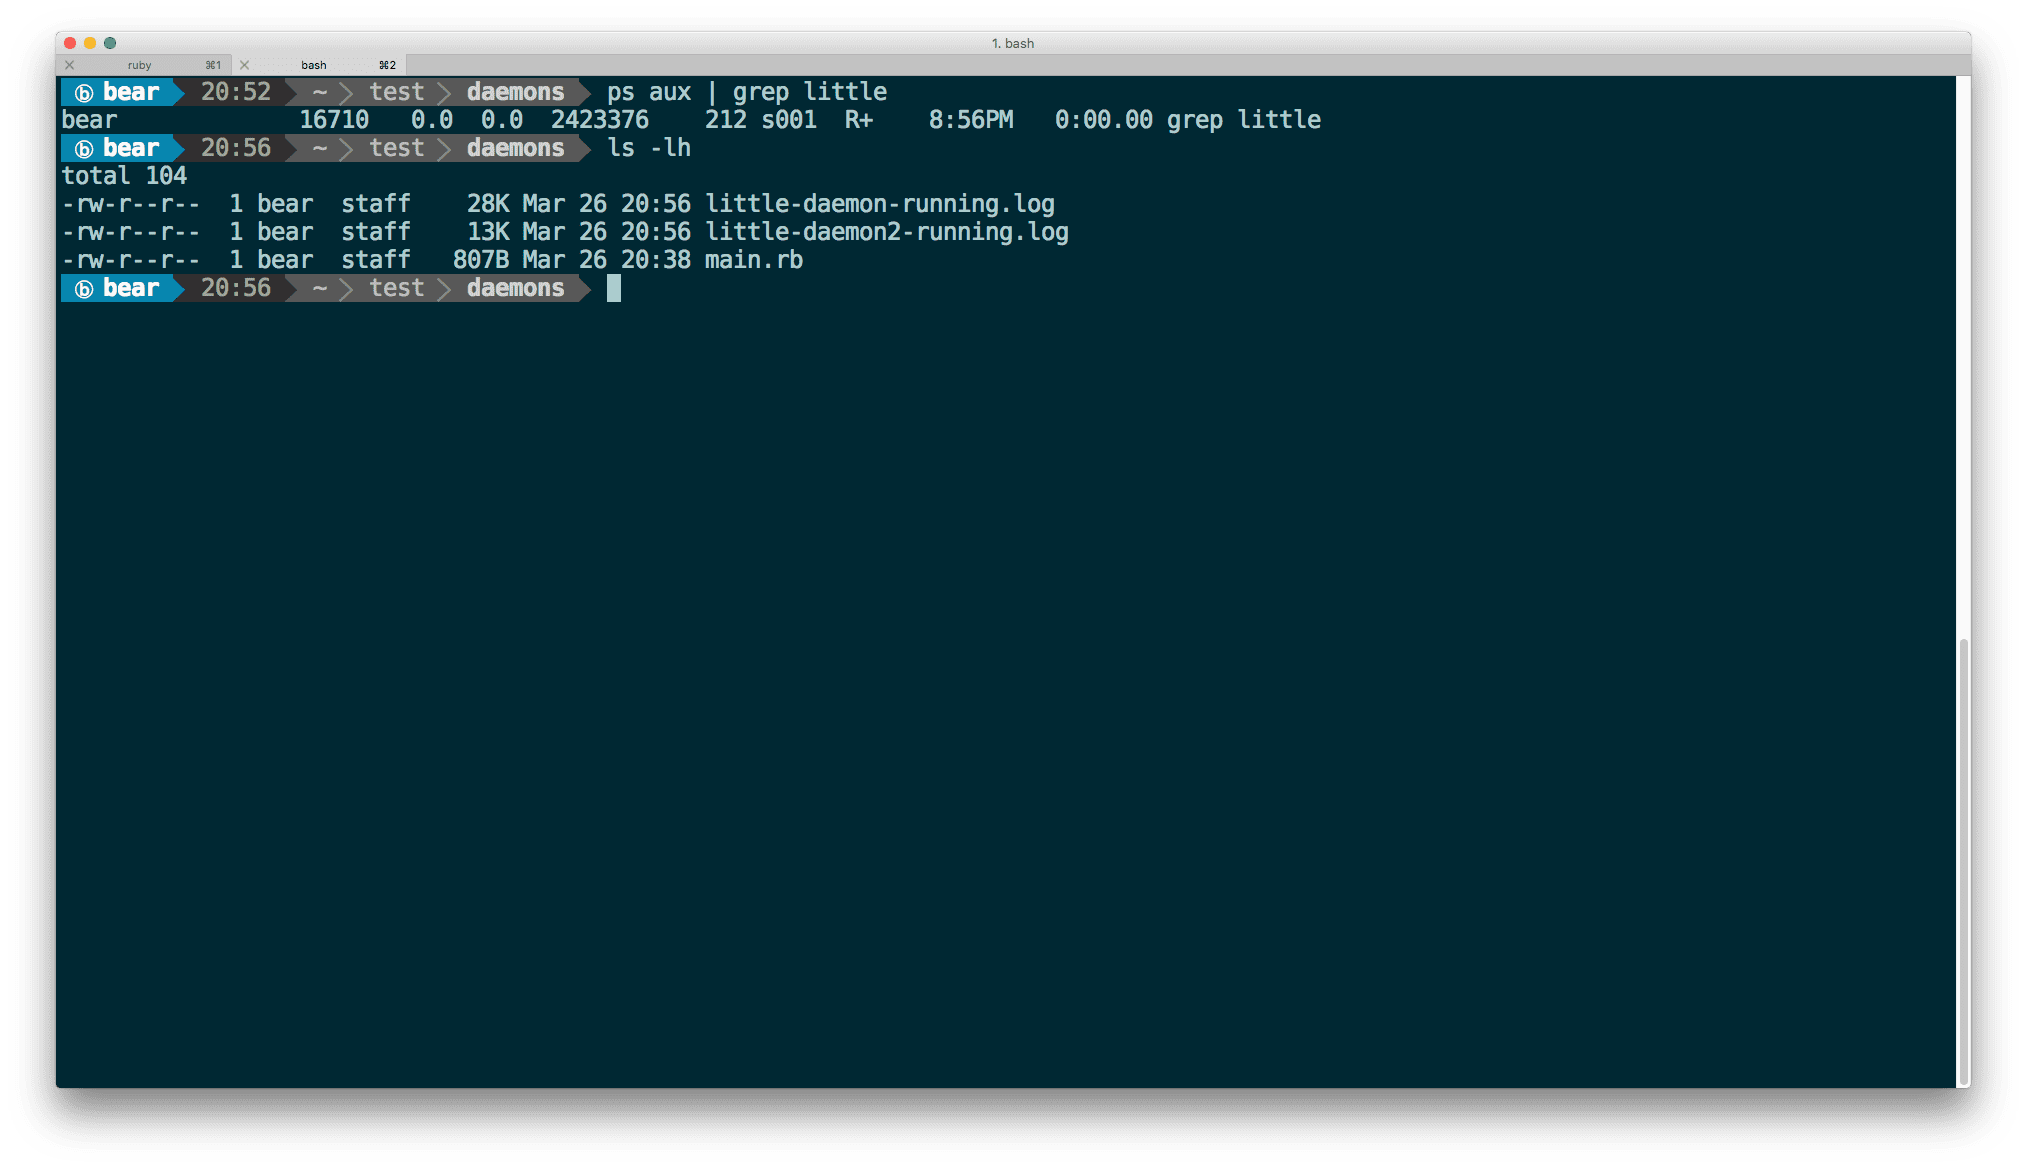 1. bash
ruby ⌘1 bash ⌘2
ⓑ bear 20:52 ~ test daemons ps aux | grep little
bear 16710 0.0 0.0 2423376 212 s001 R+ 8:56PM 0:00.00 grep little
ⓑ bear 20:56 ~ test daemons ls -lh
total 104
-rw-r--r-- 1 bear staff 28K Mar 26 20:56 little-daemon-running.log
-rw-r--r-- 1 bear staff 13K Mar 26 20:56 little-daemon2-running.log
-rw-r--r-- 1 bear staff 807B Mar 26 20:38 main.rb
ⓑ bear 20:56 ~ test daemons